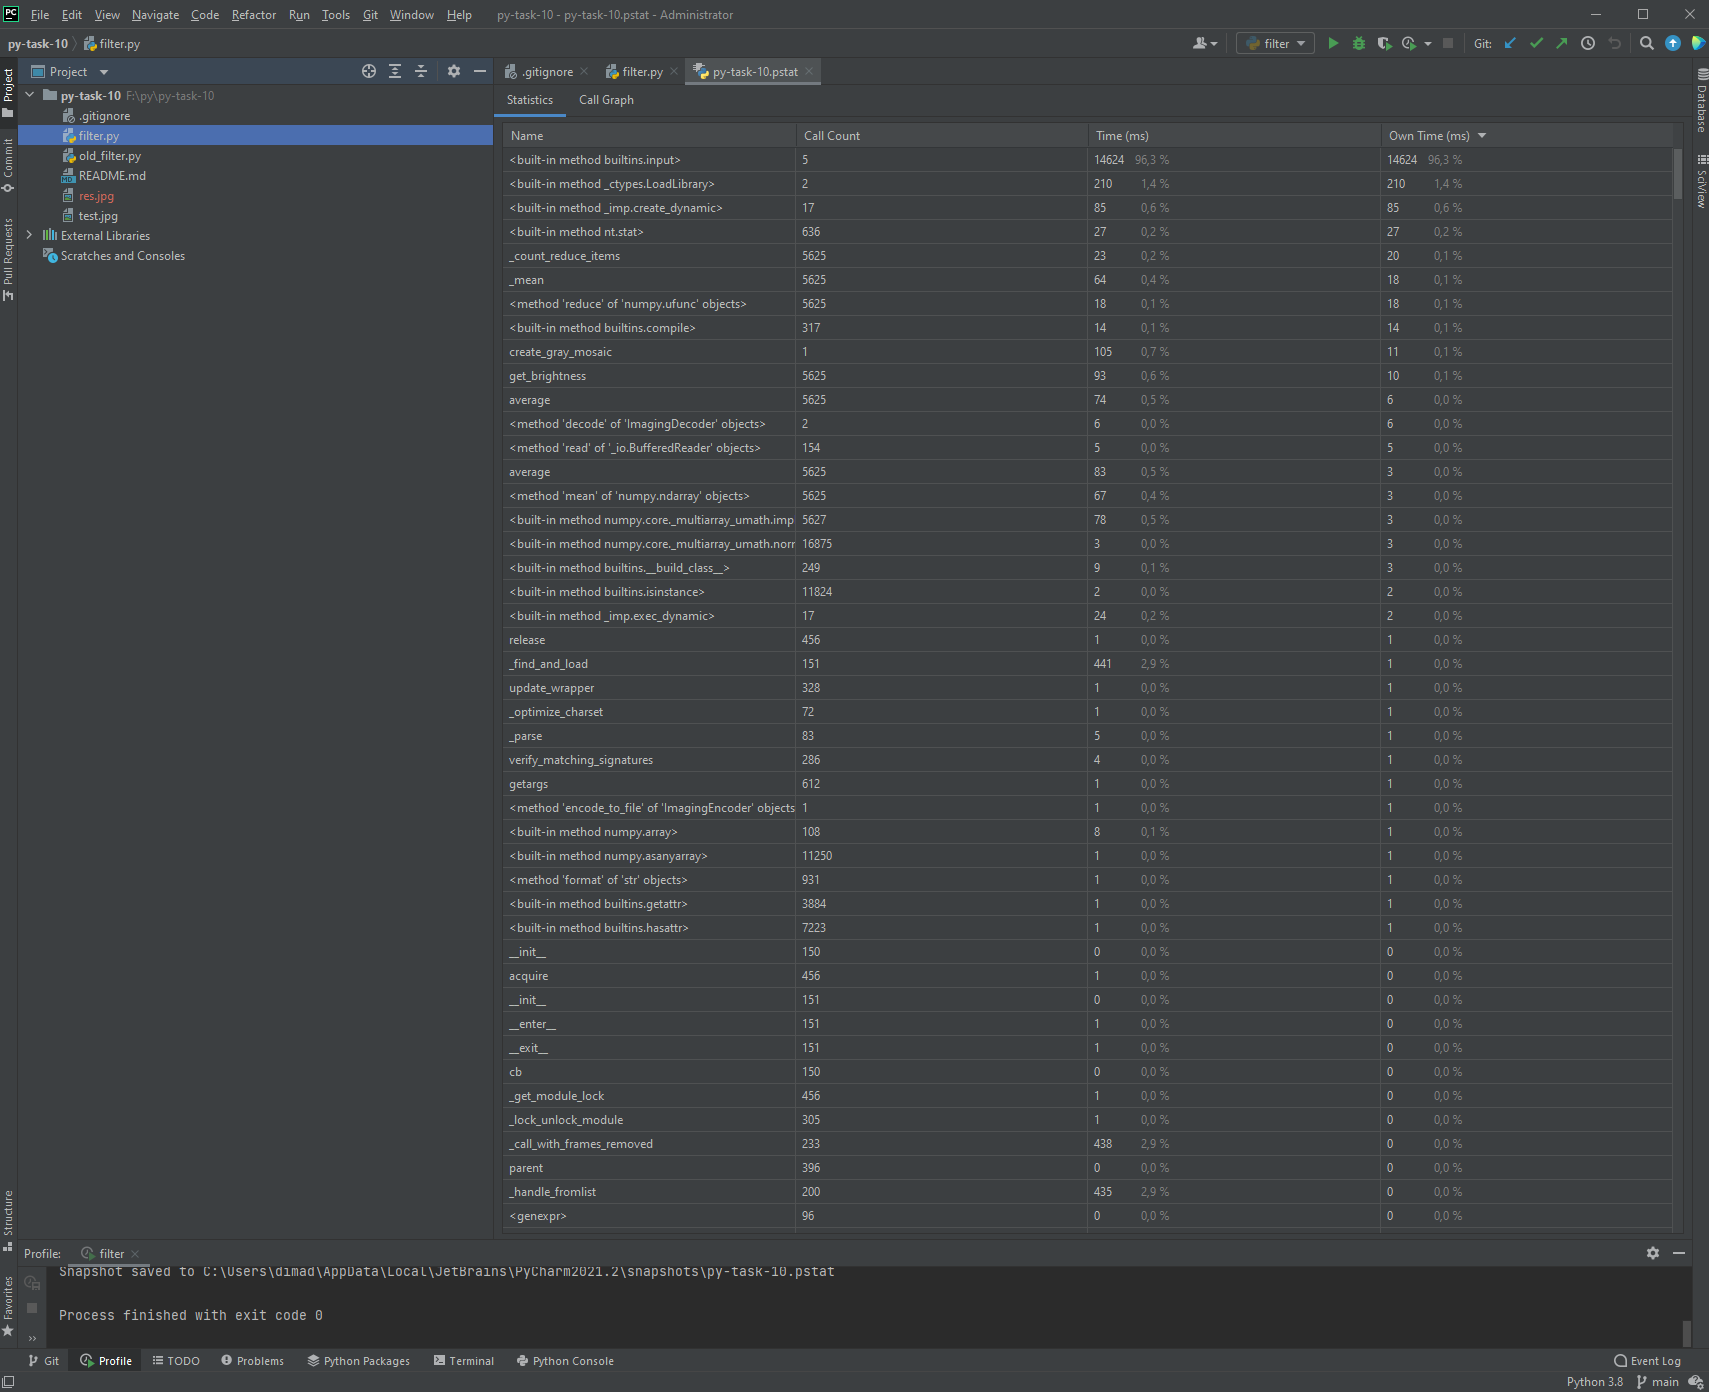 PC File Edit View Navigate Code Refactor Run Tools Git Window Help py-task-10 - py-task-10.pstat - Administrator
py-task-10 filter.py filter Git:
Project .gitignore filter.py py-task-10.pstat
Project
Commit
Pull Requests
Structure
Favorites
Database
SciView
py-task-10 F:\py\py-task-10
.gitignore
filter.py
old_filter.py
README.md
res.jpg
test.jpg
External Libraries
Scratches and Consoles
Statistics Call Graph
Name Call Count Time (ms) Own Time (ms)
<built-in method builtins.input> 5 14624 96,3 % 14624 96,3 %
<built-in method _ctypes.LoadLibrary> 2 210 1,4 % 210 1,4 %
<built-in method _imp.create_dynamic> 17 85 0,6 % 85 0,6 %
<built-in method nt.stat> 636 27 0,2 % 27 0,2 %
_count_reduce_items 5625 23 0,2 % 20 0,1 %
_mean 5625 64 0,4 % 18 0,1 %
<method 'reduce' of 'numpy.ufunc' objects> 5625 18 0,1 % 18 0,1 %
<built-in method builtins.compile> 317 14 0,1 % 14 0,1 %
create_gray_mosaic 1 105 0,7 % 11 0,1 %
get_brightness 5625 93 0,6 % 10 0,1 %
average 5625 74 0,5 % 6 0,0 %
<method 'decode' of 'ImagingDecoder' objects> 2 6 0,0 % 6 0,0 %
<method 'read' of '_io.BufferedReader' objects> 154 5 0,0 % 5 0,0 %
average 5625 83 0,5 % 3 0,0 %
<method 'mean' of 'numpy.ndarray' objects> 5625 67 0,4 % 3 0,0 %
<built-in method numpy.core._multiarray_umath.imp 5627 78 0,5 % 3 0,0 %
<built-in method numpy.core._multiarray_umath.norr 16875 3 0,0 % 3 0,0 %
<built-in method builtins.__build_class__> 249 9 0,1 % 3 0,0 %
<built-in method builtins.isinstance> 11824 2 0,0 % 2 0,0 %
<built-in method _imp.exec_dynamic> 17 24 0,2 % 2 0,0 %
release 456 1 0,0 % 1 0,0 %
_find_and_load 151 441 2,9 % 1 0,0 %
update_wrapper 328 1 0,0 % 1 0,0 %
_optimize_charset 72 1 0,0 % 1 0,0 %
_parse 83 5 0,0 % 1 0,0 %
verify_matching_signatures 286 4 0,0 % 1 0,0 %
getargs 612 1 0,0 % 1 0,0 %
<method 'encode_to_file' of 'ImagingEncoder' objects 1 1 0,0 % 1 0,0 %
<built-in method numpy.array> 108 8 0,1 % 1 0,0 %
<built-in method numpy.asanyarray> 11250 1 0,0 % 1 0,0 %
<method 'format' of 'str' objects> 931 1 0,0 % 1 0,0 %
<built-in method builtins.getattr> 3884 1 0,0 % 1 0,0 %
<built-in method builtins.hasattr> 7223 1 0,0 % 1 0,0 %
__init__ 150 0 0,0 % 0 0,0 %
acquire 456 1 0,0 % 0 0,0 %
__init__ 151 0 0,0 % 0 0,0 %
__enter__ 151 1 0,0 % 0 0,0 %
__exit__ 151 1 0,0 % 0 0,0 %
cb 150 0 0,0 % 0 0,0 %
_get_module_lock 456 1 0,0 % 0 0,0 %
_lock_unlock_module 305 1 0,0 % 0 0,0 %
_call_with_frames_removed 233 438 2,9 % 0 0,0 %
parent 396 0 0,0 % 0 0,0 %
_handle_fromlist 200 435 2,9 % 0 0,0 %
<genexpr> 96 0 0,0 % 0 0,0 %
Profile: filter
Snapshot saved to C:\Users\dimad\AppData\Local\JetBrains\PyCharm2021.2\snapshots\py-task-10.pstat
Process finished with exit code 0
Git Profile TODO Problems Python Packages Terminal Python Console Event Log
Python 3.8 main